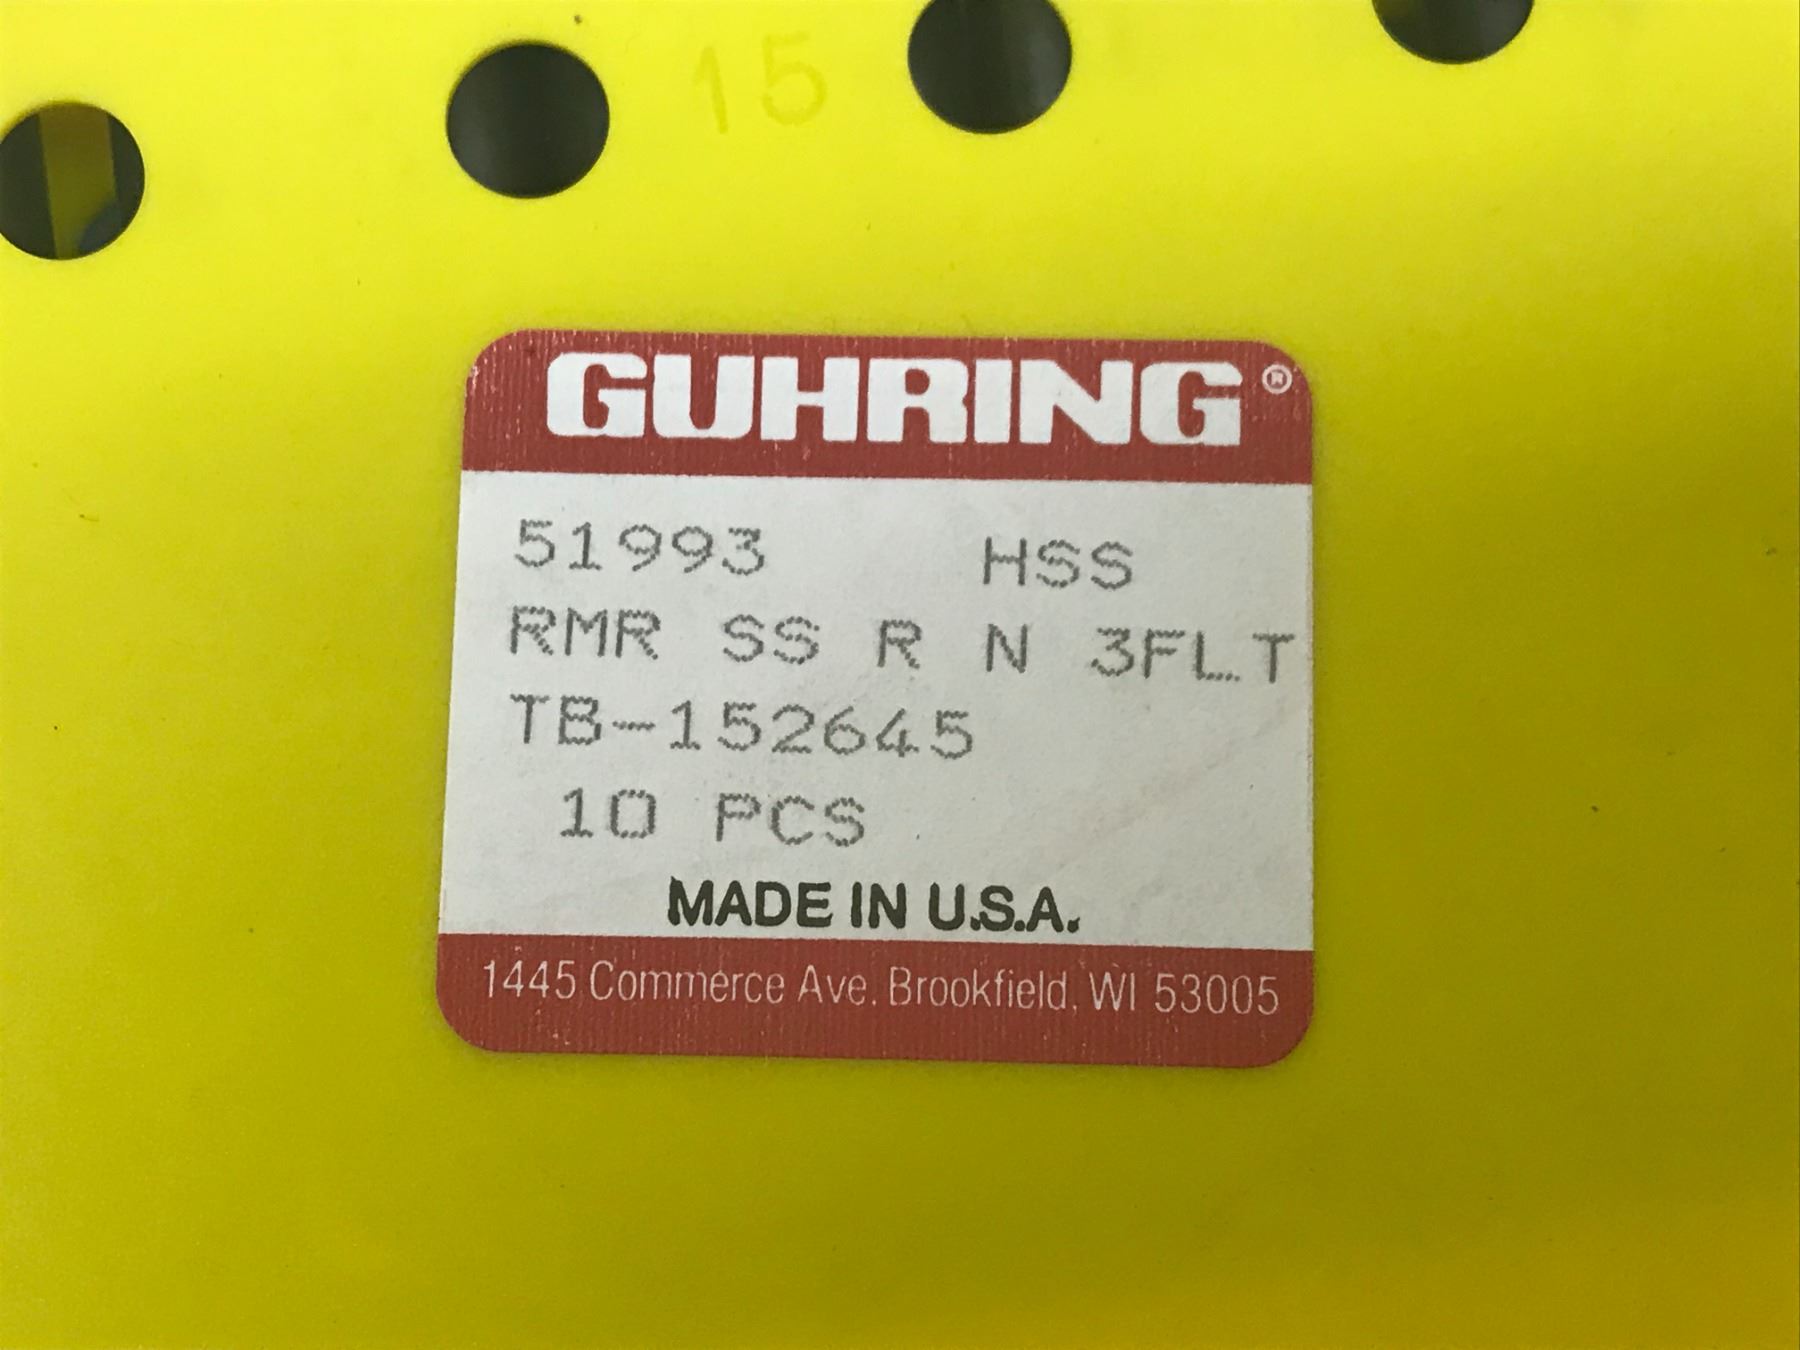 15
GUHRING®
51993 HSS
RMR SS R N 3FLT
TB-152645
10 PCS
MADE IN U.S.A.
1445 Commerce Ave. Brookfield, WI 53005